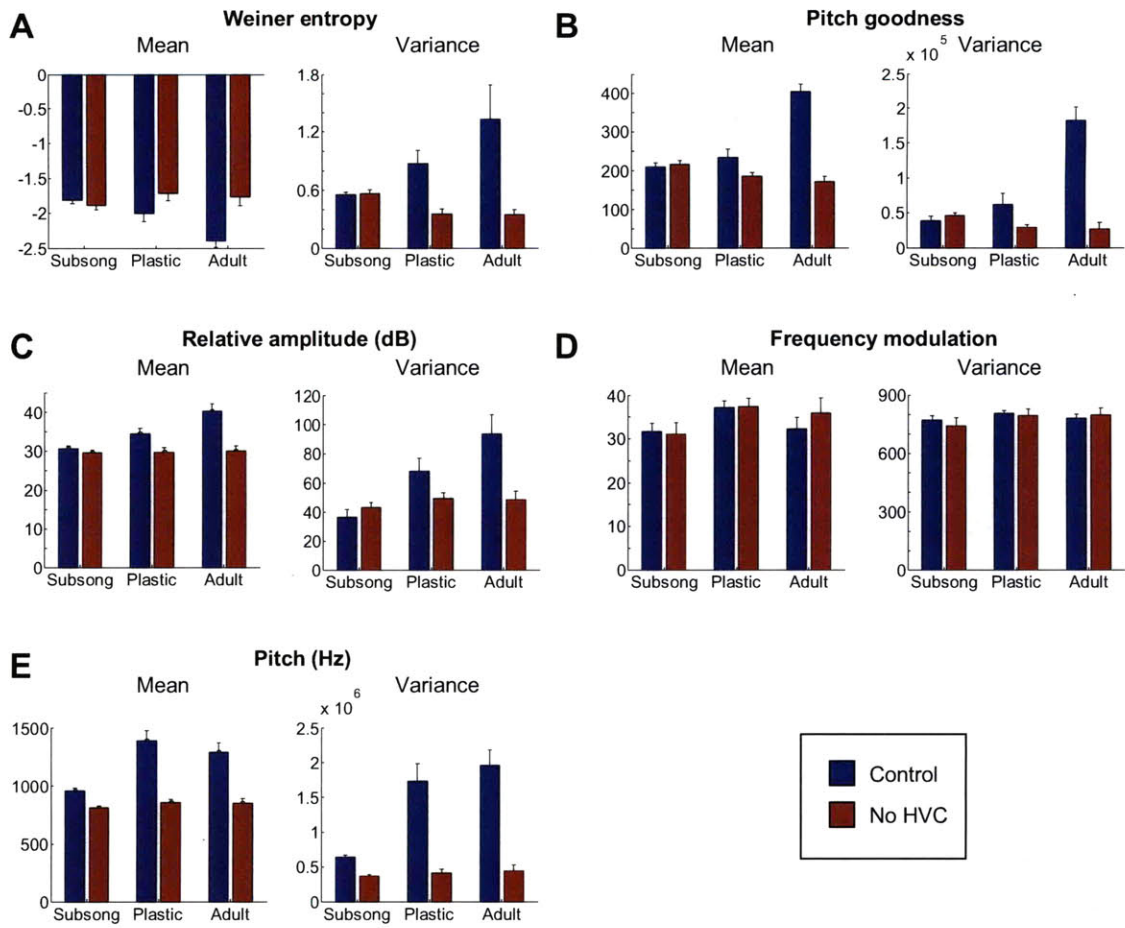 A
Weiner entropy
Mean
Variance
0
-0.5
-1
-1.5
-2
-2.5
Subsong Plastic Adult
1.8
1.2
0.6
0
Subsong Plastic Adult
B
Pitch goodness
Mean
x 10^5 Variance
400
300
200
100
0
Subsong Plastic Adult
2.5
2
1.5
1
0.5
0
Subsong Plastic Adult
C
Relative amplitude (dB)
Mean
Variance
40
30
20
10
0
Subsong Plastic Adult
120
100
80
60
40
20
0
Subsong Plastic Adult
D
Frequency modulation
Mean
Variance
40
30
20
10
0
Subsong Plastic Adult
900
600
300
0
Subsong Plastic Adult
E
Pitch (Hz)
Mean
Variance
x 10^6
1500
1000
500
0
Subsong Plastic Adult
2.5
2
1.5
1
0.5
0
Subsong Plastic Adult
Control
No HVC